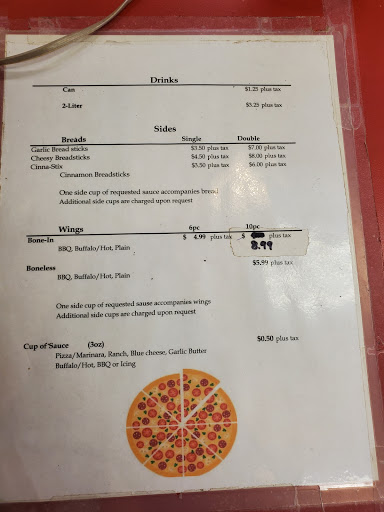 Drinks
Can $1.25 plus tax
2-Liter $3.25 plus tax
Sides
Breads Single Double
Garlic Bread sticks $3.50 plus tax $7.00 plus tax
Cheesy Breadsticks $4.50 plus tax $8.00 plus tax
Cinna-Stix $3.50 plus tax $6.00 plus tax
Cinnamon Breadsticks
One side cup of requested sauce accompanies bread
Additional side cups are charged upon request
Wings 6pc 10pc
Bone-In $ 4.99 plus tax $ plus tax
8.99
BBQ, Buffalo/Hot, Plain
Boneless $5.99 plus tax
BBQ, Buffalo/Hot, Plain
One side cup of requested sause accompanies wings
Additional side cups are charged upon request
Cup of Sauce (3oz) $0.50 plus tax
Pizza/Marinara, Ranch, Blue cheese, Garlic Butter
Buffalo/Hot, BBQ or Icing